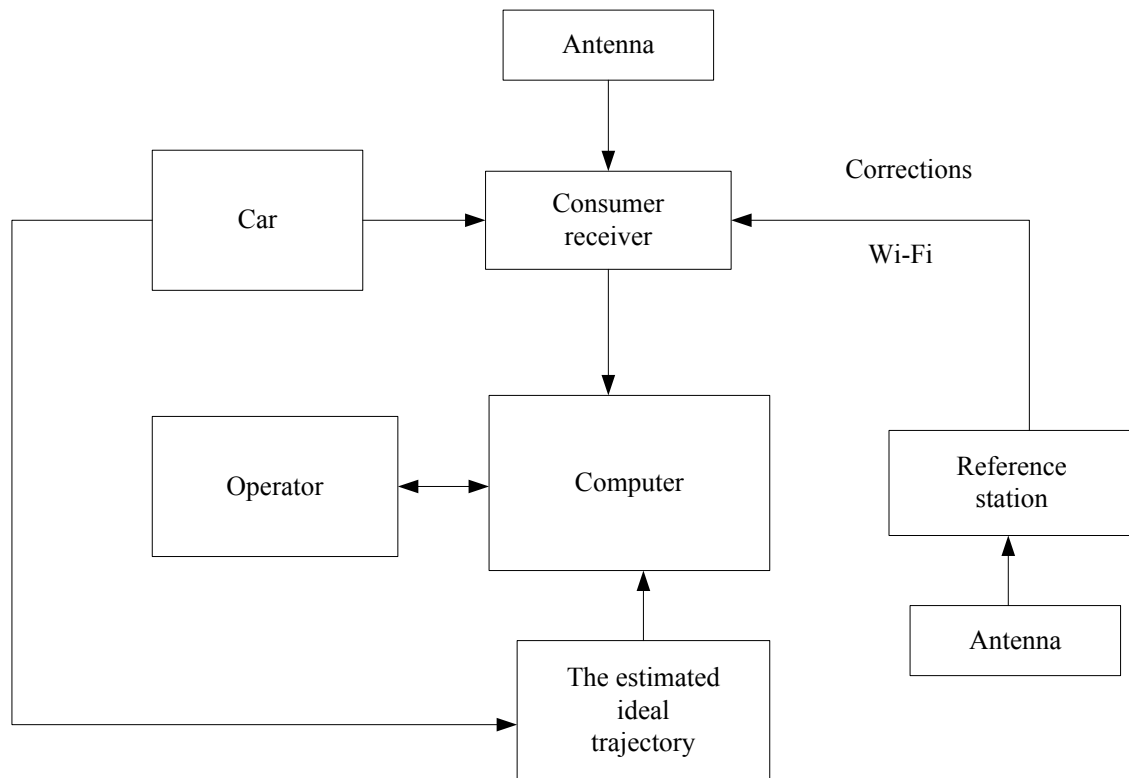 Antenna
Corrections
Car
Consumer
receiver
Wi-Fi
Operator
Computer
Reference
station
Antenna
The estimated
ideal
trajectory